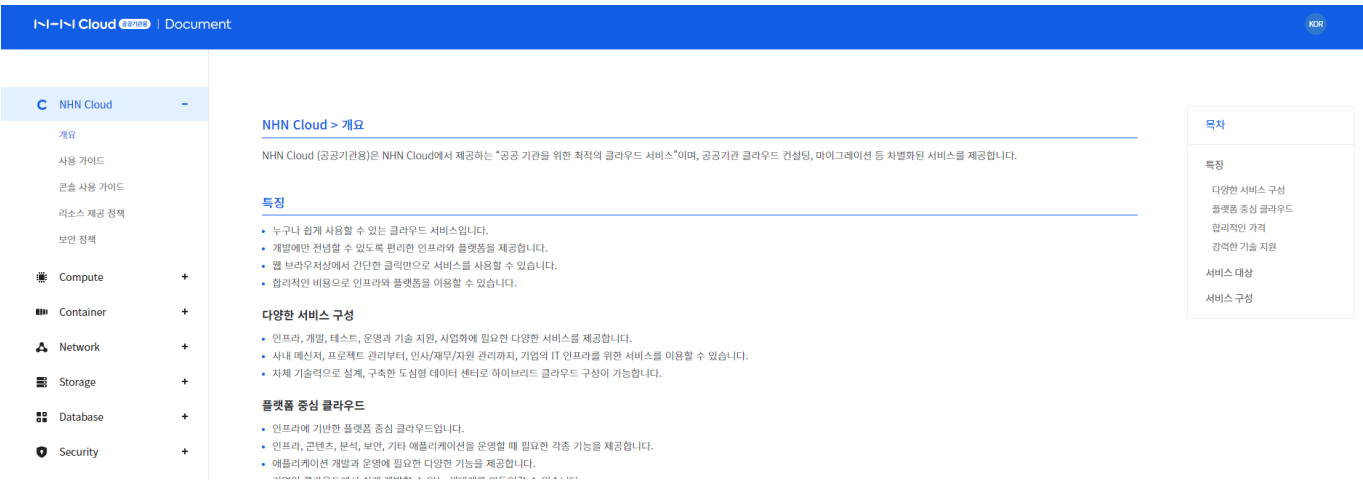 NHN Cloud 공공기관용 | Document
KOR
NHN Cloud
개요
사용 가이드
콘솔 사용 가이드
리소스 제공 정책
보안 정책
Compute
Container
Network
Storage
Database
Security
NHN Cloud > 개요
NHN Cloud (공공기관용)은 NHN Cloud에서 제공하는 “공공 기관을 위한 최적의 클라우드 서비스”이며, 공공기관 클라우드 컨설팅, 마이그레이션 등 차별화된 서비스를 제공합니다.
특징
• 누구나 쉽게 사용할 수 있는 클라우드 서비스입니다.
• 개발에만 전념할 수 있도록 편리한 인프라와 플랫폼을 제공합니다.
• 웹 브라우저상에서 간단한 클릭만으로 서비스를 사용할 수 있습니다.
• 합리적인 비용으로 인프라와 플랫폼을 이용할 수 있습니다.
다양한 서비스 구성
• 인프라, 개발, 테스트, 운영과 기술 지원, 사업화에 필요한 다양한 서비스를 제공합니다.
• 사내 메신저, 프로젝트 관리부터, 인사/재무/자원 관리까지, 기업의 IT 인프라를 위한 서비스를 이용할 수 있습니다.
• 자체 기술력으로 설계, 구축한 도심형 데이터 센터로 하이브리드 클라우드 구성이 가능합니다.
플랫폼 중심 클라우드
• 인프라에 기반한 플랫폼 중심 클라우드입니다.
• 인프라, 콘텐츠, 분석, 보안, 기타 애플리케이션을 운영할 때 필요한 각종 기능을 제공합니다.
• 애플리케이션 개발과 운영에 필요한 다양한 기능을 제공합니다.
목차
특징
다양한 서비스 구성
플랫폼 중심 클라우드
합리적인 가격
강력한 기술 지원
서비스 대상
서비스 구성